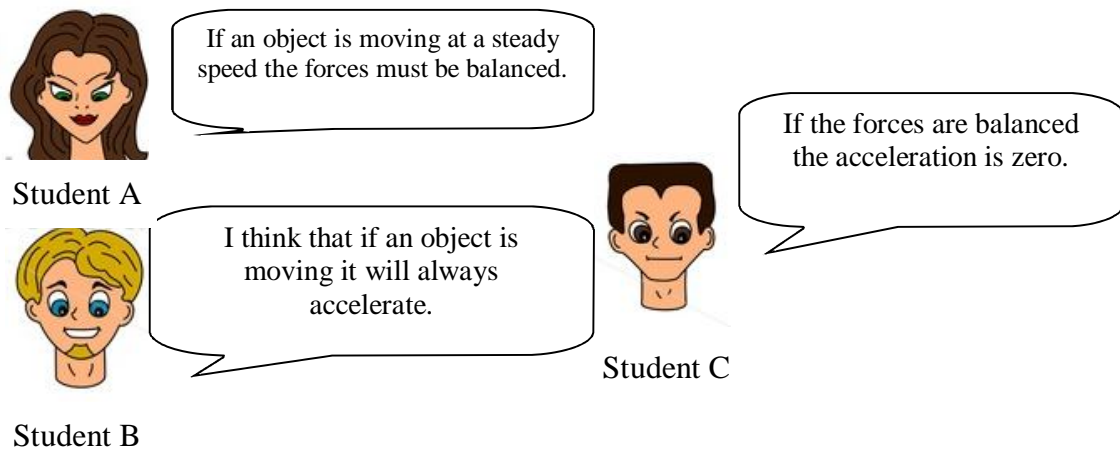 If an object is moving at a steady
speed the forces must be balanced.
If the forces are balanced
the acceleration is zero.
Student A
I think that if an object is
moving it will always
accelerate.
Student C
Student B